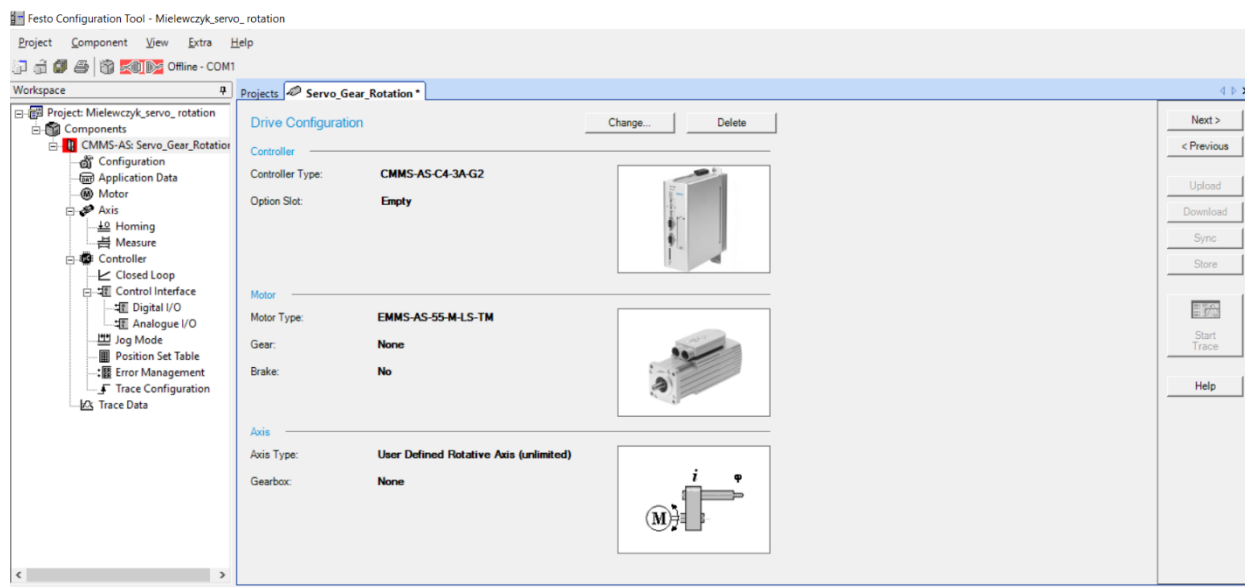 Festo Configuration Tool - Mielewczyk_servo_ rotation
Project Component View Extra Help
Offline - COM1
Workspace
Projects Servo_Gear_Rotation *
Project: Mielewczyk_servo_ rotation
Components
CMMS-AS: Servo_Gear_Rotation
Configuration
Application Data
Motor
Axis
Homing
Measure
Controller
Closed Loop
Control Interface
Digital I/O
Analogue I/O
Jog Mode
Position Set Table
Error Management
Trace Configuration
Trace Data
Drive Configuration
Change...
Delete
Controller
Controller Type: CMMS-AS-C4-3A-G2
Option Slot: Empty
Motor
Motor Type: EMMS-AS-55-M-LS-TM
Gear: None
Brake: No
Axis
Axis Type: User Defined Rotative Axis (unlimited)
Gearbox: None
i φ
M
Next >
< Previous
Upload
Download
Sync
Store
Start
Trace
Help